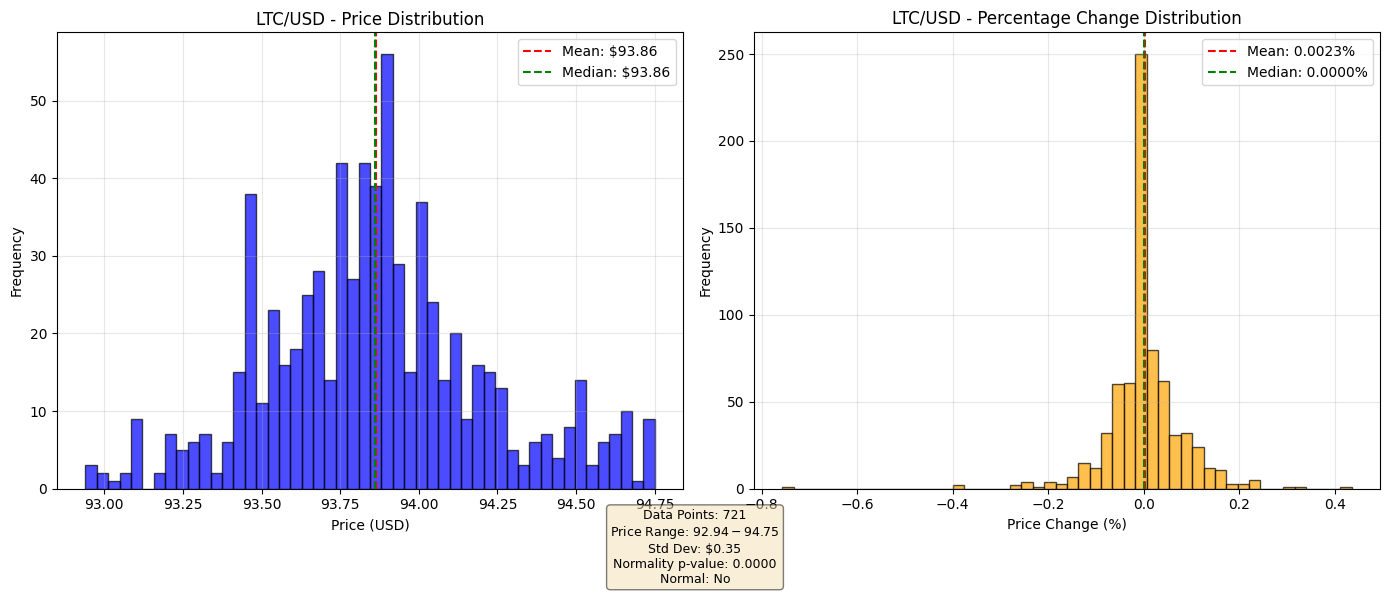 LTC/USD - Price Distribution
Mean: $93.86
Median: $93.86
Frequency
50
40
30
20
10
0
93.00 93.25 93.50 93.75 94.00 94.25 94.50 94.75
Price (USD)
LTC/USD - Percentage Change Distribution
Mean: 0.0023%
Median: 0.0000%
Frequency
250
200
150
100
50
0
−0.8 −0.6 −0.4 −0.2 0.0 0.2 0.4
Price Change (%)
Data Points: 721
Price Range: 92.94 − 94.75
Std Dev: $0.35
Normality p-value: 0.0000
Normal: No